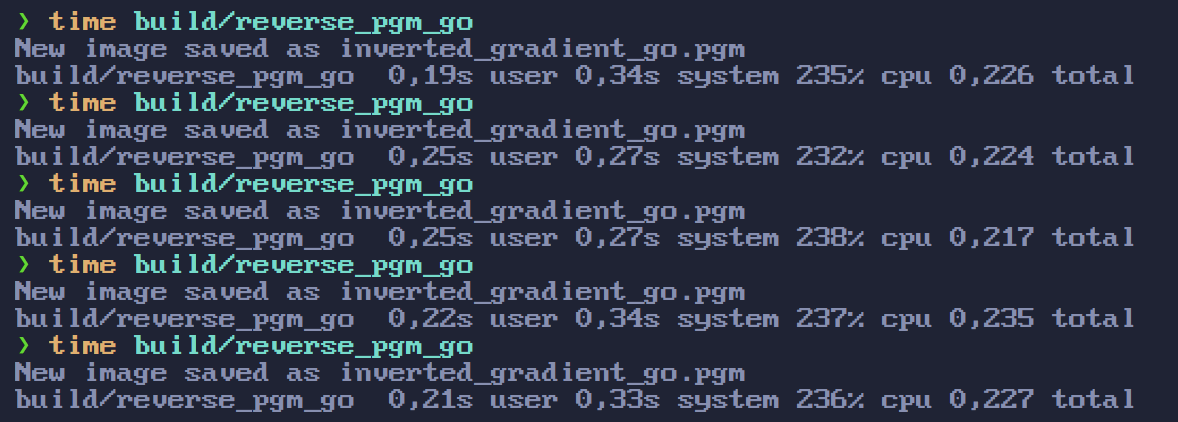 ❯ time build/reverse_pgm_go
New image saved as inverted_gradient_go.pgm
build/reverse_pgm_go  0,19s user 0,34s system 235% cpu 0,226 total
❯ time build/reverse_pgm_go
New image saved as inverted_gradient_go.pgm
build/reverse_pgm_go  0,25s user 0,27s system 232% cpu 0,224 total
❯ time build/reverse_pgm_go
New image saved as inverted_gradient_go.pgm
build/reverse_pgm_go  0,25s user 0,27s system 238% cpu 0,217 total
❯ time build/reverse_pgm_go
New image saved as inverted_gradient_go.pgm
build/reverse_pgm_go  0,22s user 0,34s system 237% cpu 0,235 total
❯ time build/reverse_pgm_go
New image saved as inverted_gradient_go.pgm
build/reverse_pgm_go  0,21s user 0,33s system 236% cpu 0,227 total